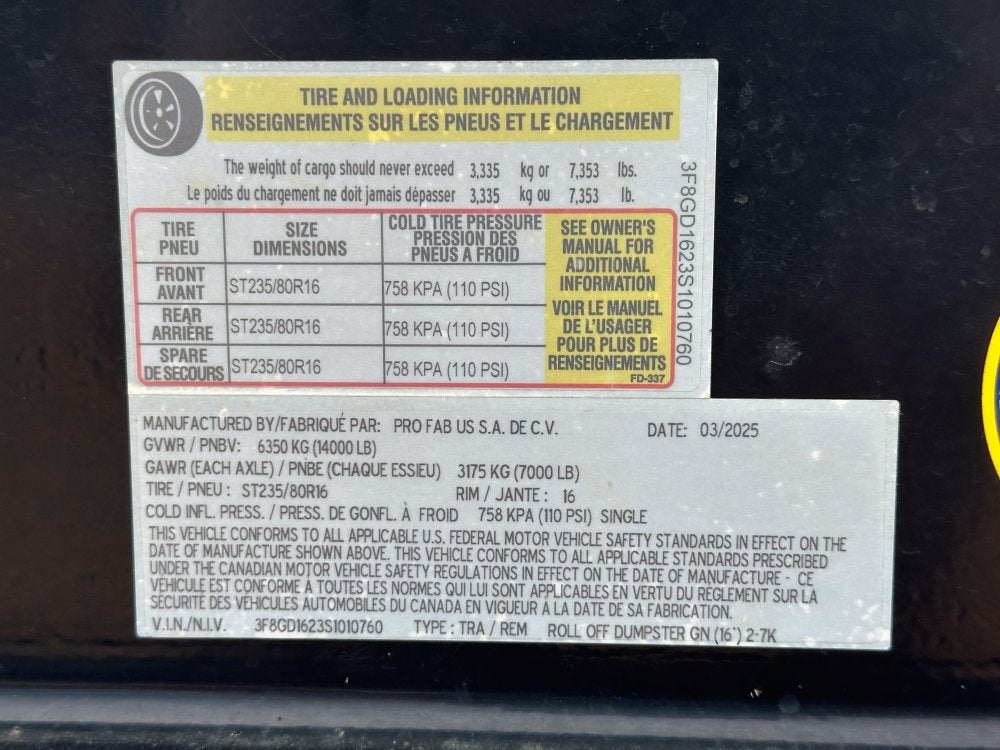 TIRE AND LOADING INFORMATION
RENSEIGNEMENTS SUR LES PNEUS ET LE CHARGEMENT
The weight of cargo should never exceed 3,335 kg or 7,353 lbs.
Le poids du chargement ne doit jamais dépasser 3,335 kg ou 7,353 lb.
TIRE PNEU SIZE DIMENSIONS COLD TIRE PRESSURE PRESSION DES PNEUS A FROID
FRONT AVANT ST235/80R16 758 KPA (110 PSI)
REAR ARRIÈRE ST235/80R16 758 KPA (110 PSI)
SPARE DE SECOURS ST235/80R16 758 KPA (110 PSI)
SEE OWNER'S
MANUAL FOR
ADDITIONAL
INFORMATION
VOIR LE MANUEL
DE L'USAGER
POUR PLUS DE
RENSEIGNEMENTS
FD-337
3F8GD1623S1010760
MANUFACTURED BY/FABRIQUÉ PAR: PRO FAB US S.A. DE C.V. DATE: 03/2025
GVWR / PNBV: 6350 KG (14000 LB)
GAWR (EACH AXLE) / PNBE (CHAQUE ESSIEU) 3175 KG (7000 LB)
TIRE / PNEU : ST235/80R16 RIM / JANTE : 16
COLD INFL. PRESS. / PRESS. DE GONFL. À FROID 758 KPA (110 PSI) SINGLE
THIS VEHICLE CONFORMS TO ALL APPLICABLE U.S. FEDERAL MOTOR VEHICLE SAFETY STANDARDS IN EFFECT ON THE
DATE OF MANUFACTURE SHOWN ABOVE. THIS VEHICLE CONFORMS TO ALL APPLICABLE STANDARDS PRESCRIBED
UNDER THE CANADIAN MOTOR VEHICLE SAFETY REGULATIONS IN EFFECT ON THE DATE OF MANUFACTURE - CE
VÉHICULE EST CONFORME À TOUTES LES NORMES QUI LUI SONT APPLICABLES EN VERTU DU RÈGLEMENT SUR LA
SÉCURITÉ DES VÉHICULES AUTOMOBILES DU CANADA EN VIGUEUR À LA DATE DE SA FABRICATION.
V.I.N./N.I.V. 3F8GD1623S1010760 TYPE : TRA / REM ROLL OFF DUMPSTER GN (16') 2-7K